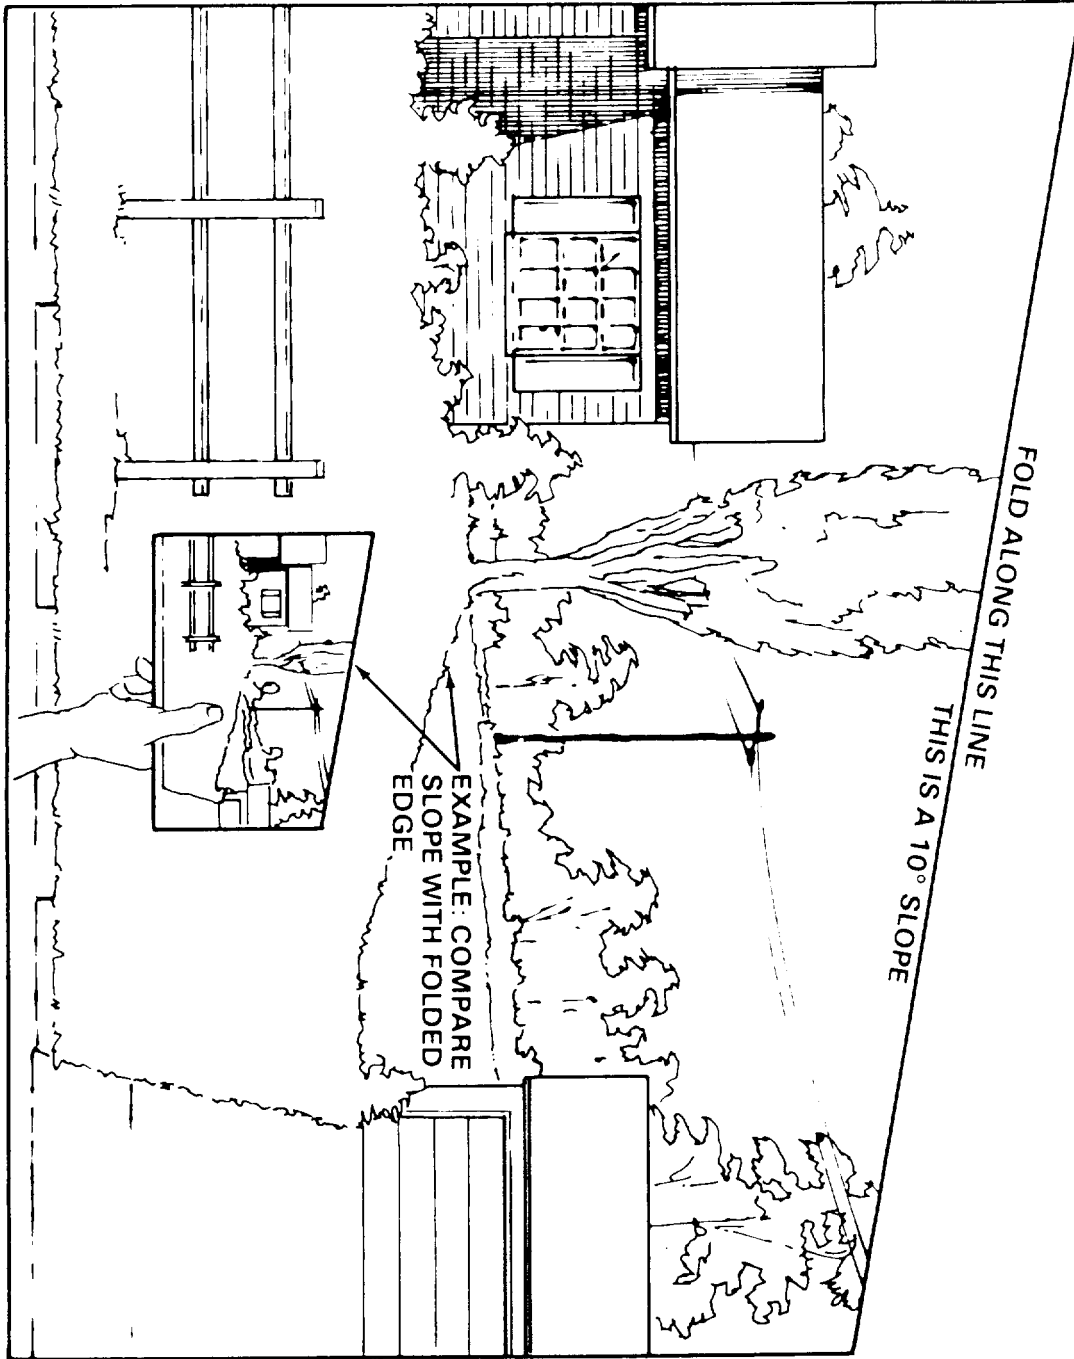 FOLD ALONG THIS LINE
THIS IS A 10° SLOPE
EXAMPLE: COMPARE
SLOPE WITH FOLDED
EDGE